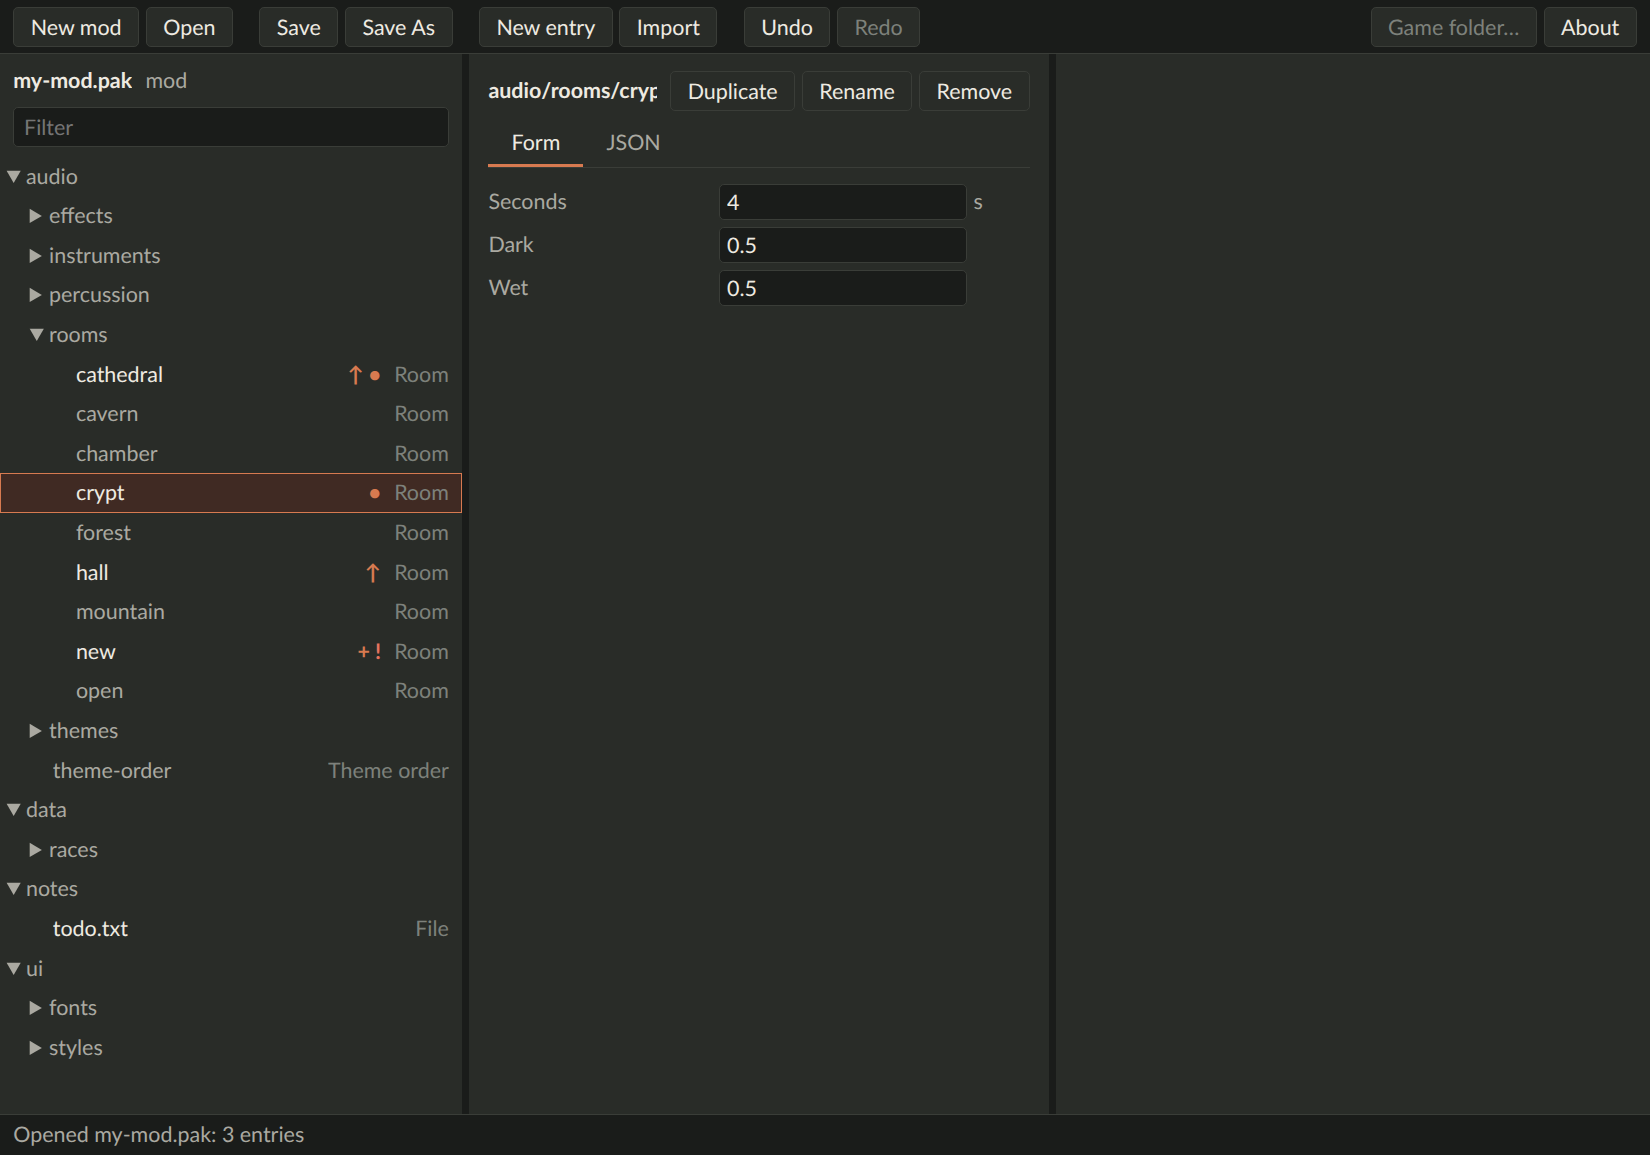 New mod Open Save Save As New entry Import Undo Redo Game folder... About
my-mod.pak mod
Filter
audio
effects
instruments
percussion
rooms
cathedral ↑ ● Room
cavern Room
chamber Room
crypt ● Room
forest Room
hall ↑ Room
mountain Room
new + ! Room
open Room
themes
theme-order Theme order
data
races
notes
todo.txt File
ui
fonts
styles
audio/rooms/cryp Duplicate Rename Remove
Form JSON
Seconds 4 s
Dark 0.5
Wet 0.5
Opened my-mod.pak: 3 entries